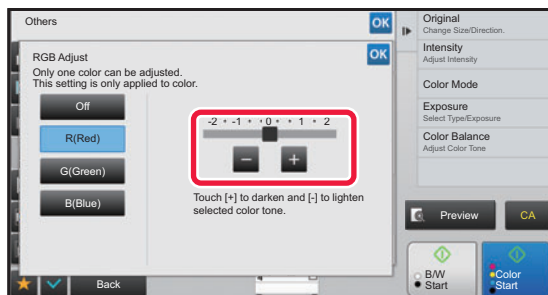 Others
OK
RGB Adjust
OK
Only one color can be adjusted.
This setting is only applied to color.
Off
R(Red)
G(Green)
B(Blue)
-2 • -1 • 0 • 1 • 2
Touch [+] to darken and [-] to lighten
selected color tone.
Back
Original
Change Size/Direction.
Intensity
Adjust Intensity
Color Mode
Exposure
Select Type/Exposure
Color Balance
Adjust Color Tone
Preview
CA
B/W
Start
Color
Start